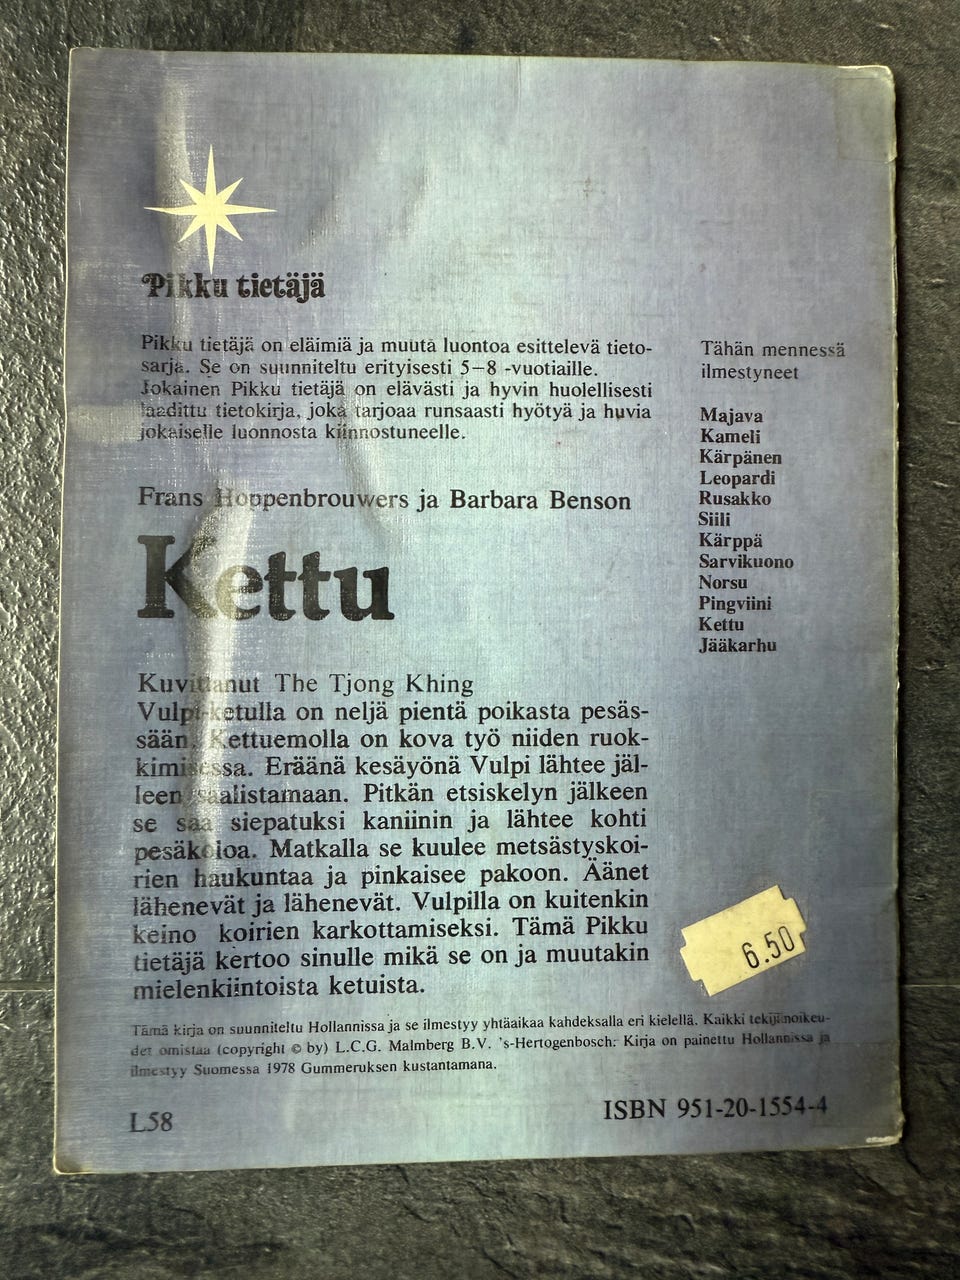 Pikku tietäjä
Pikku tietäjä on eläimiä ja muuta luontoa esittelevä tieto-
sarja. Se on suunniteltu erityisesti 5–8 -vuotiaille.
Jokainen Pikku tietäjä on elävästi ja hyvin huolellisesti
laadittu tietokirja, joka tarjoaa runsaasti hyötyä ja huvia
jokaiselle luonnosta kiinnostuneelle.
Frans Hoppenbrouwers ja Barbara Benson
Kettu
Kuvittanut The Tjong Khing
Vulpi-ketulla on neljä pientä poikasta pesäs-
sään. Kettuemolla on kova työ niiden ruok-
kimisessa. Eräänä kesäyönä Vulpi lähtee jäl-
leen saalistamaan. Pitkän etsiskelyn jälkeen
se saa siepatuksi kaniinin ja lähtee kohti
pesäkoloa. Matkalla se kuulee metsästyskoi-
rien haukuntaa ja pinkaisee pakoon. Äänet
lähenevät ja lähenevät. Vulpilla on kuitenkin
keino koirien karkottamiseksi. Tämä Pikku
tietäjä kertoo sinulle mikä se on ja muutakin
mielenkiintoista ketuista.
Tähän mennessä
ilmestyneet
Majava
Kameli
Kärpänen
Leopardi
Rusakko
Siili
Kärppä
Sarvikuono
Norsu
Pingviini
Kettu
Jääkarhu
6.50
Tämä kirja on suunniteltu Hollannissa ja se ilmestyy yhtäaikaa kahdeksalla eri kielellä. Kaikki tekijänoikeu-
det omistaa (copyright © by) L.C.G. Malmberg B.V. 's-Hertogenbosch. Kirja on painettu Hollannissa ja
ilmestyy Suomessa 1978 Gummeruksen kustantamana.
L58
ISBN 951-20-1554-4